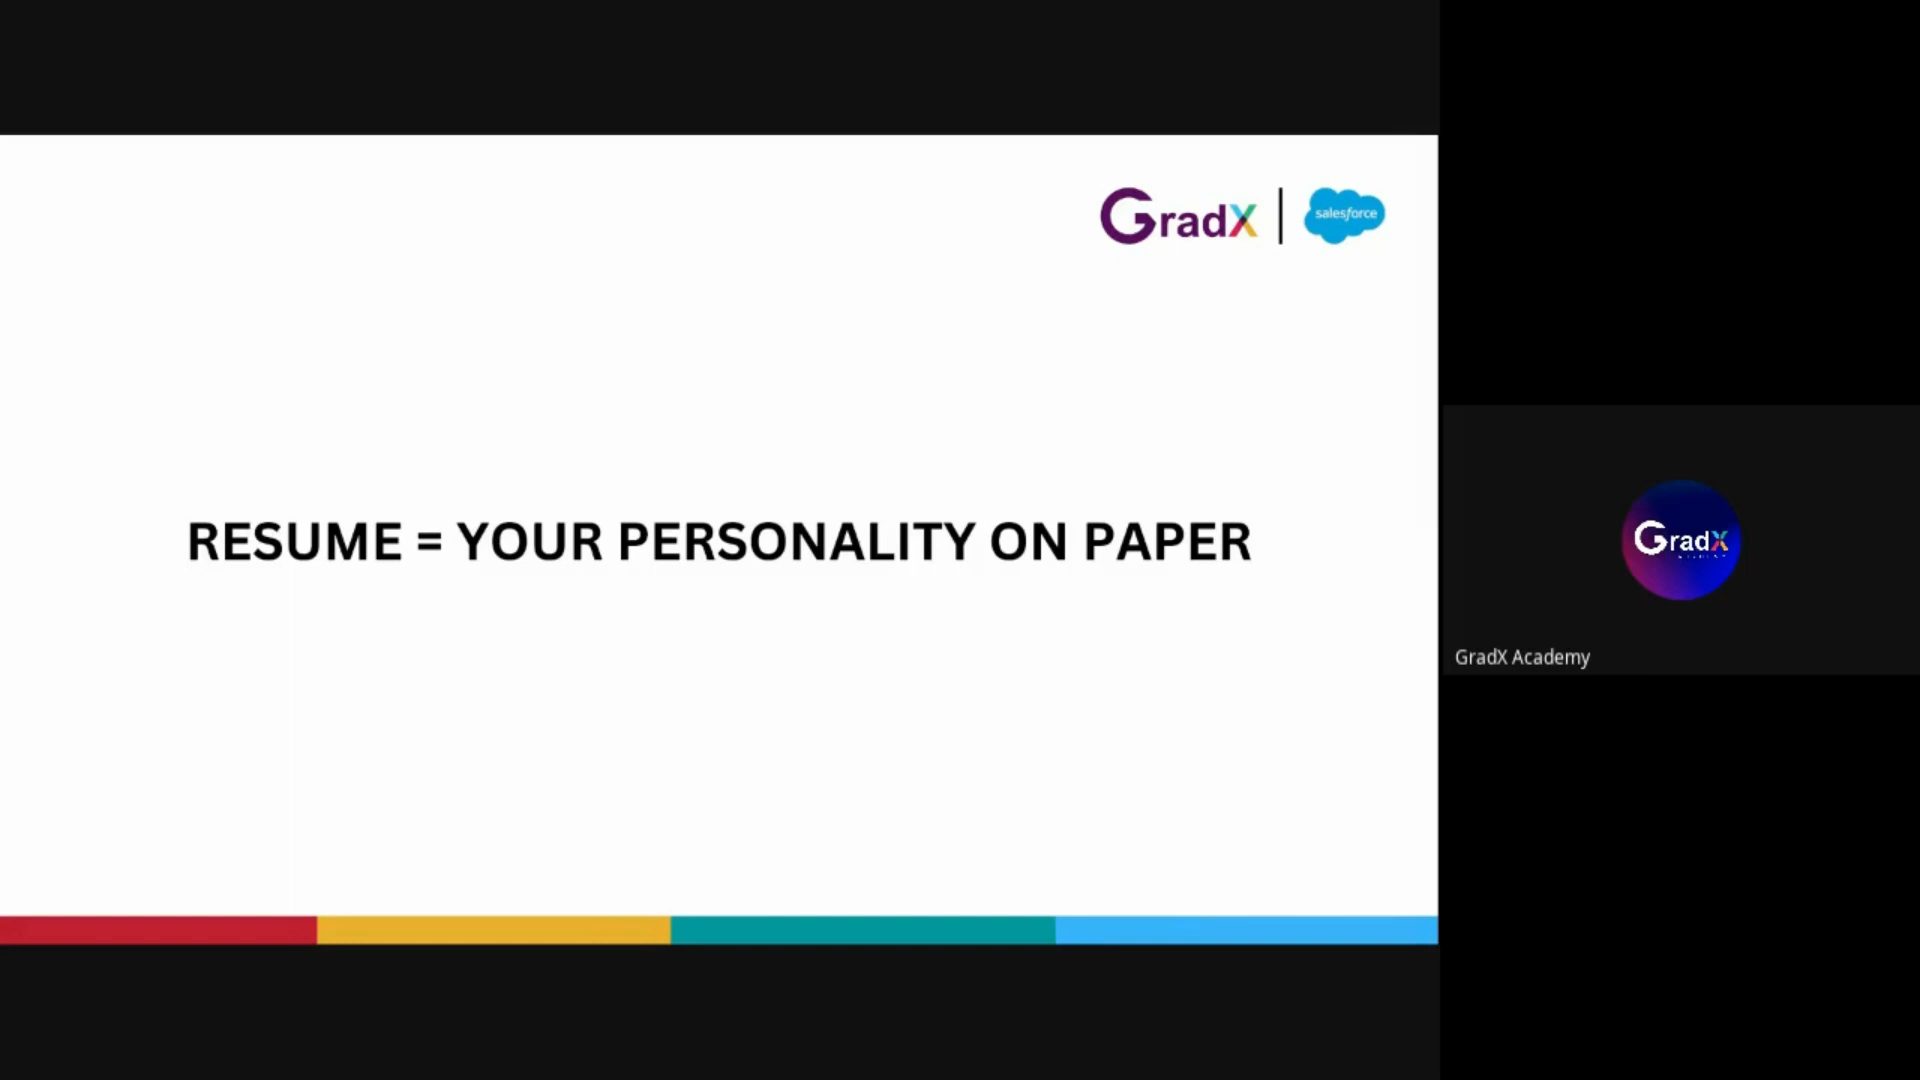 GradX | salesforce
RESUME = YOUR PERSONALITY ON PAPER
GradX
GradX Academy